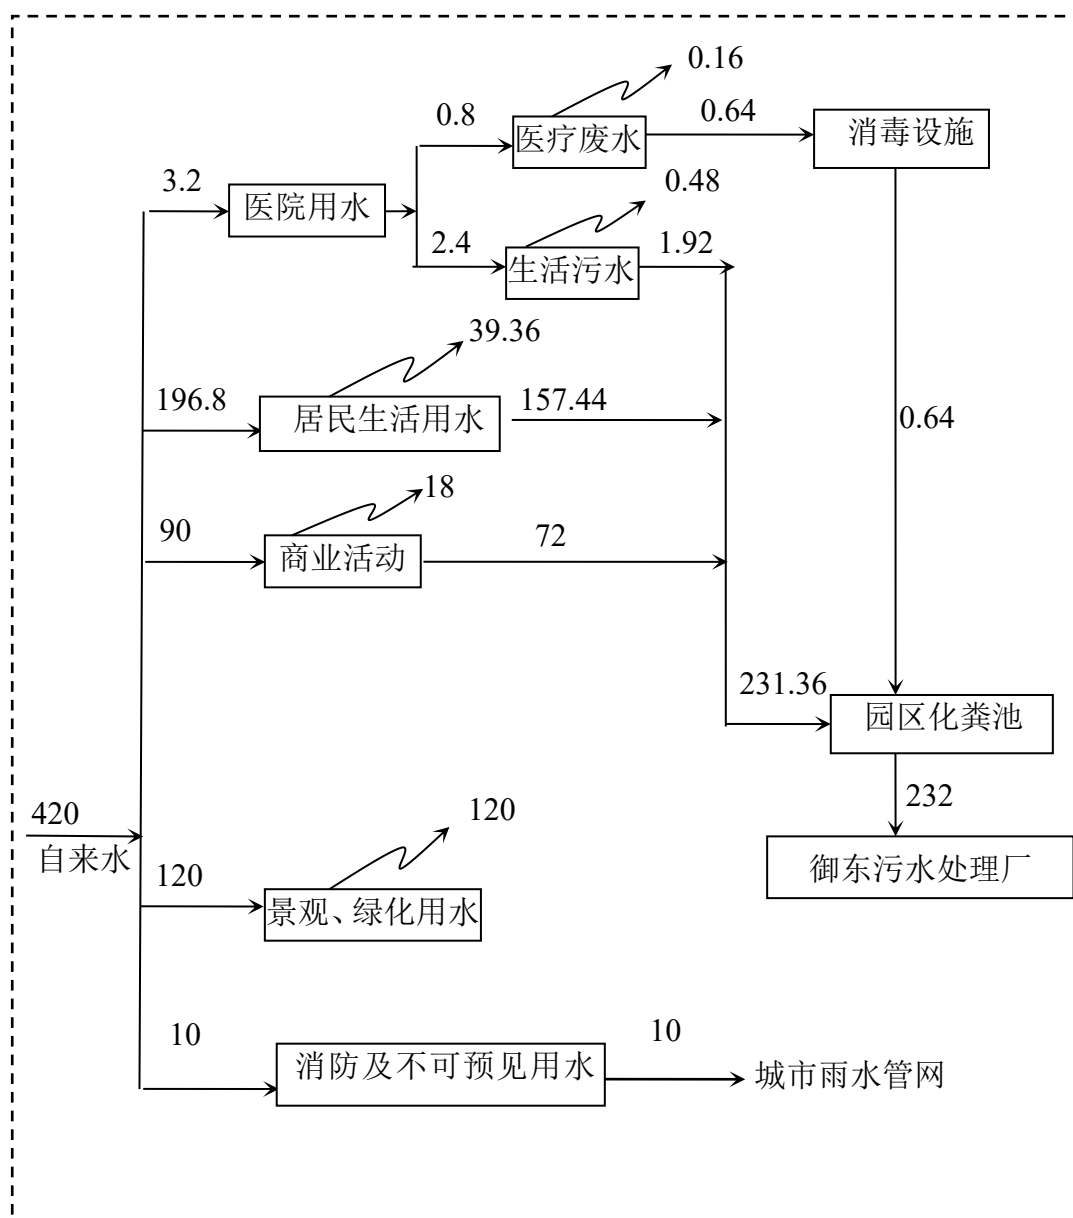 0.16
0.8
医疗废水
0.64
消毒设施
3.2
医院用水
0.48
2.4
生活污水
1.92
39.36
196.8
居民生活用水
157.44
0.64
18
90
商业活动
72
231.36
园区化粪池
232
420
自来水
120
御东污水处理厂
120
景观、绿化用水
10
消防及不可预见用水
10
城市雨水管网